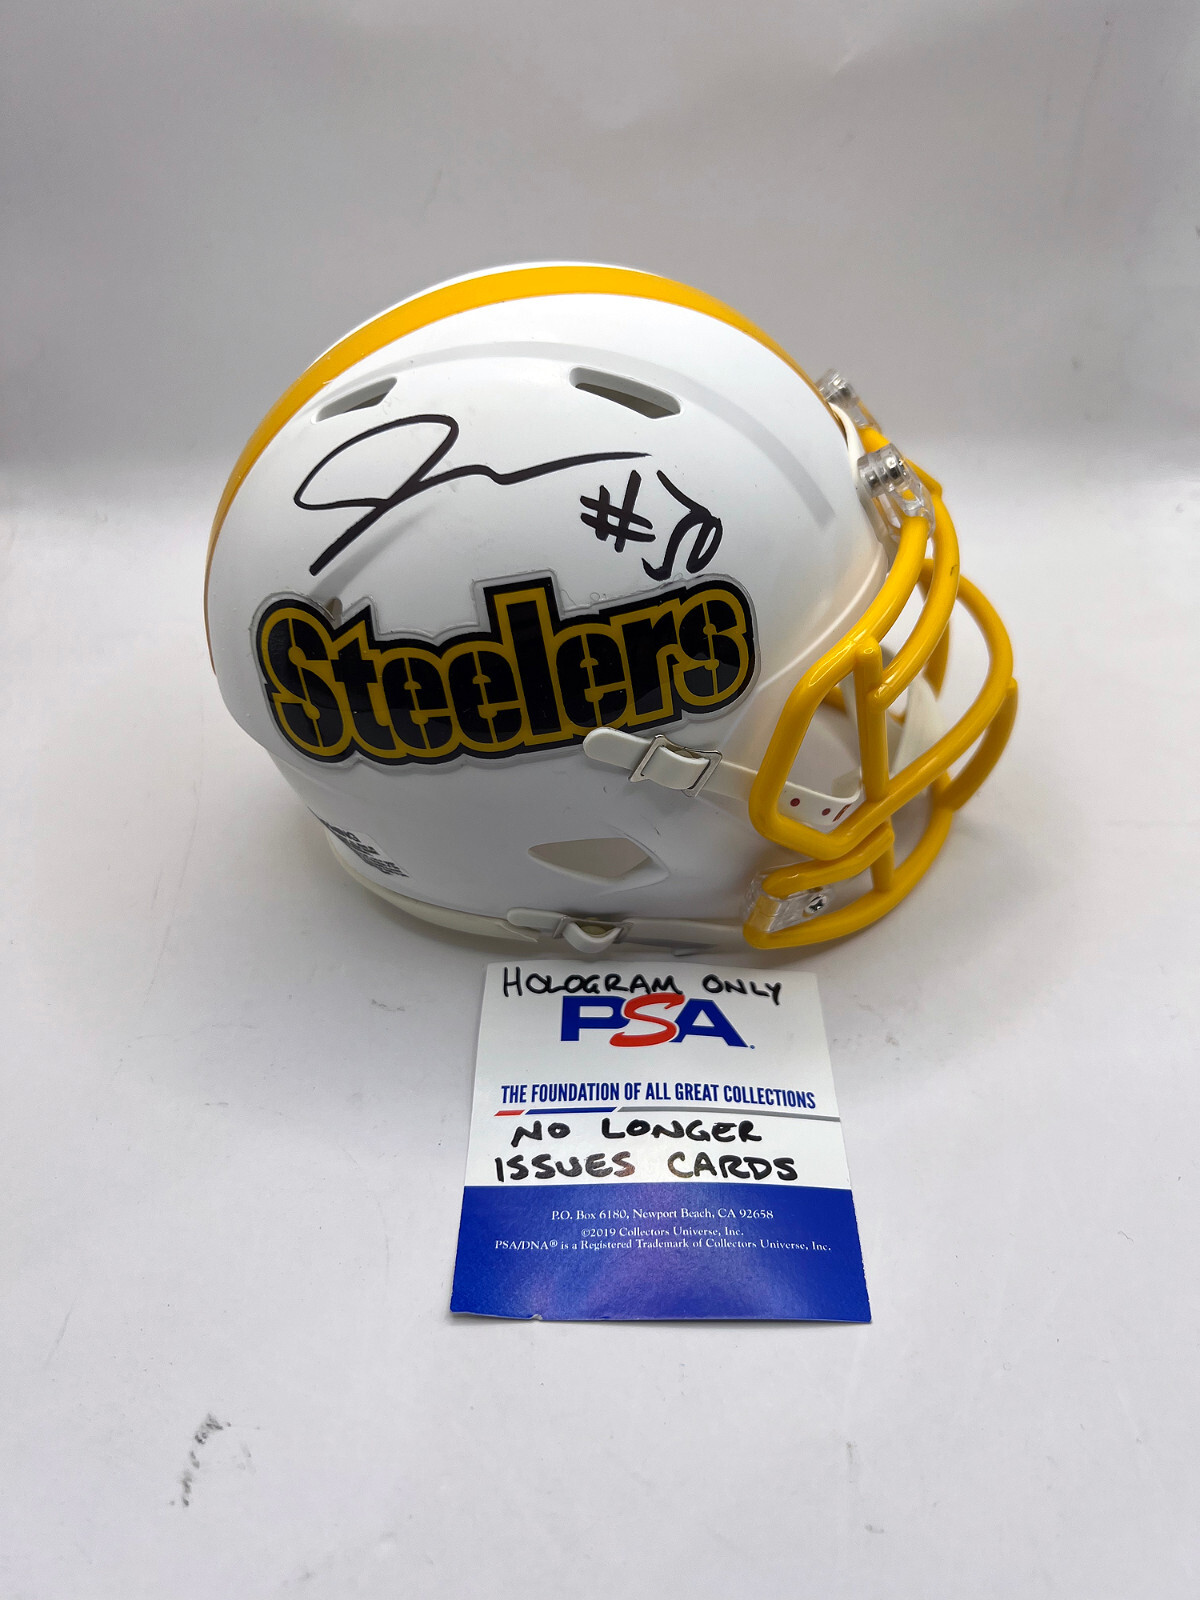 #50
Steelers
HOLOGRAM ONLY
PSA.
THE FOUNDATION OF ALL GREAT COLLECTIONS
NO LONGER
ISSUES CARDS
P.O. Box 6180, Newport Beach, CA 92658
©2019 Collectors Universe, Inc.
PSA/DNA® is a Registered Trademark of Collectors Universe, Inc.